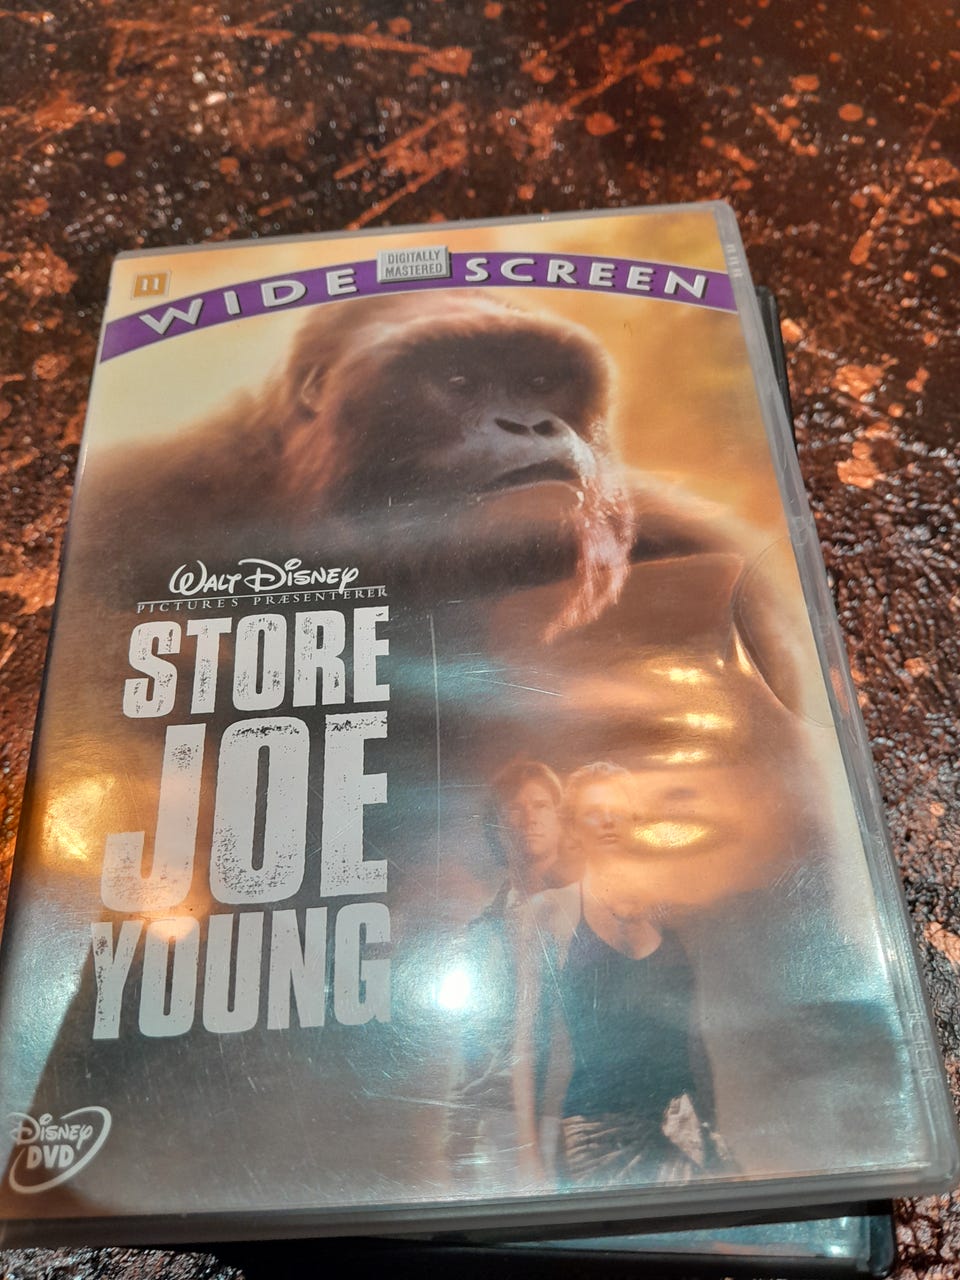 11
WIDE DIGITALLY MASTERED SCREEN
WALT DISNEY
PICTURES PRÆSENTERER
STORE
JOE
YOUNG
DISNEY
DVD